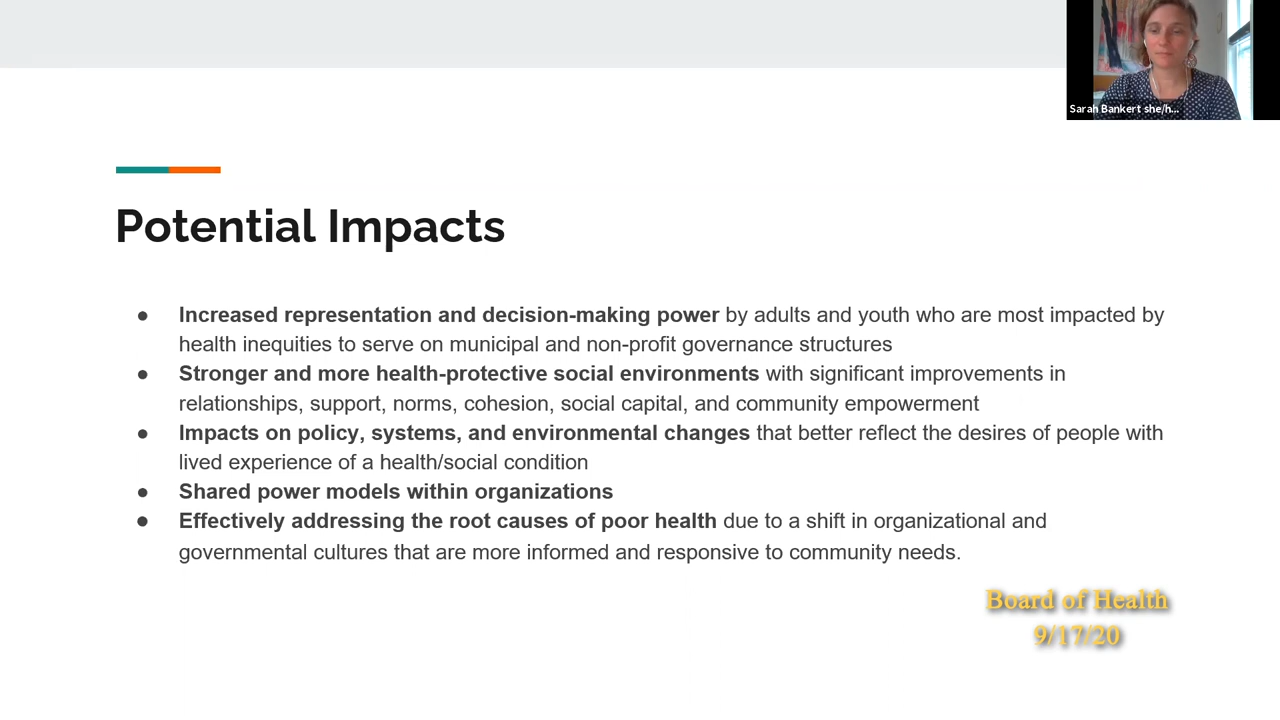 Sarah Bankert she/h...
Potential Impacts
● Increased representation and decision-making power by adults and youth who are most impacted by
health inequities to serve on municipal and non-profit governance structures
● Stronger and more health-protective social environments with significant improvements in
relationships, support, norms, cohesion, social capital, and community empowerment
● Impacts on policy, systems, and environmental changes that better reflect the desires of people with
lived experience of a health/social condition
● Shared power models within organizations
● Effectively addressing the root causes of poor health due to a shift in organizational and
governmental cultures that are more informed and responsive to community needs.
Board of Health
9/17/20